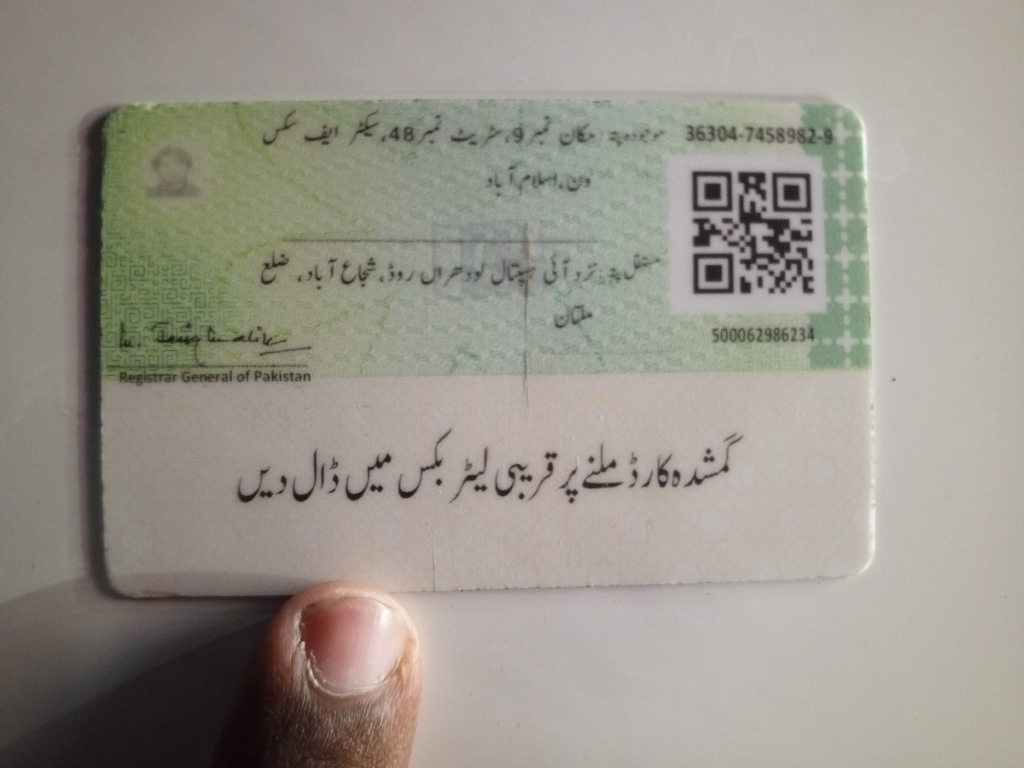 36304-7458982-9
موجودہ پتہ: مکان نمبر 9، سٹریٹ نمبر 48، سیکٹر ایف سکس
ون، اسلام آباد
مستقل پتہ: نزد آئی ہسپتال لودھراں روڈ، شجاع آباد، ضلع
ملتان
500062986234
Registrar General of Pakistan
گمشدہ کارڈ ملنے پر قریبی لیٹر بکس میں ڈال دیں